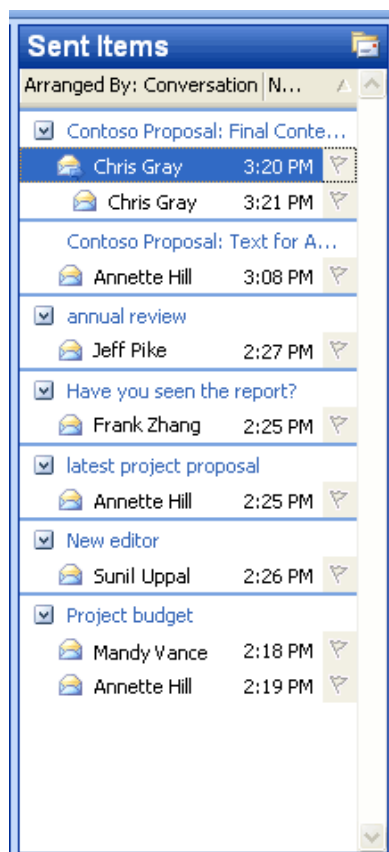 Sent Items
Arranged By: Conversation N...
Contoso Proposal: Final Conte...
Chris Gray 3:20 PM
Chris Gray 3:21 PM
Contoso Proposal: Text for A...
Annette Hill 3:08 PM
annual review
Jeff Pike 2:27 PM
Have you seen the report?
Frank Zhang 2:25 PM
latest project proposal
Annette Hill 2:25 PM
New editor
Sunil Uppal 2:26 PM
Project budget
Mandy Vance 2:18 PM
Annette Hill 2:19 PM